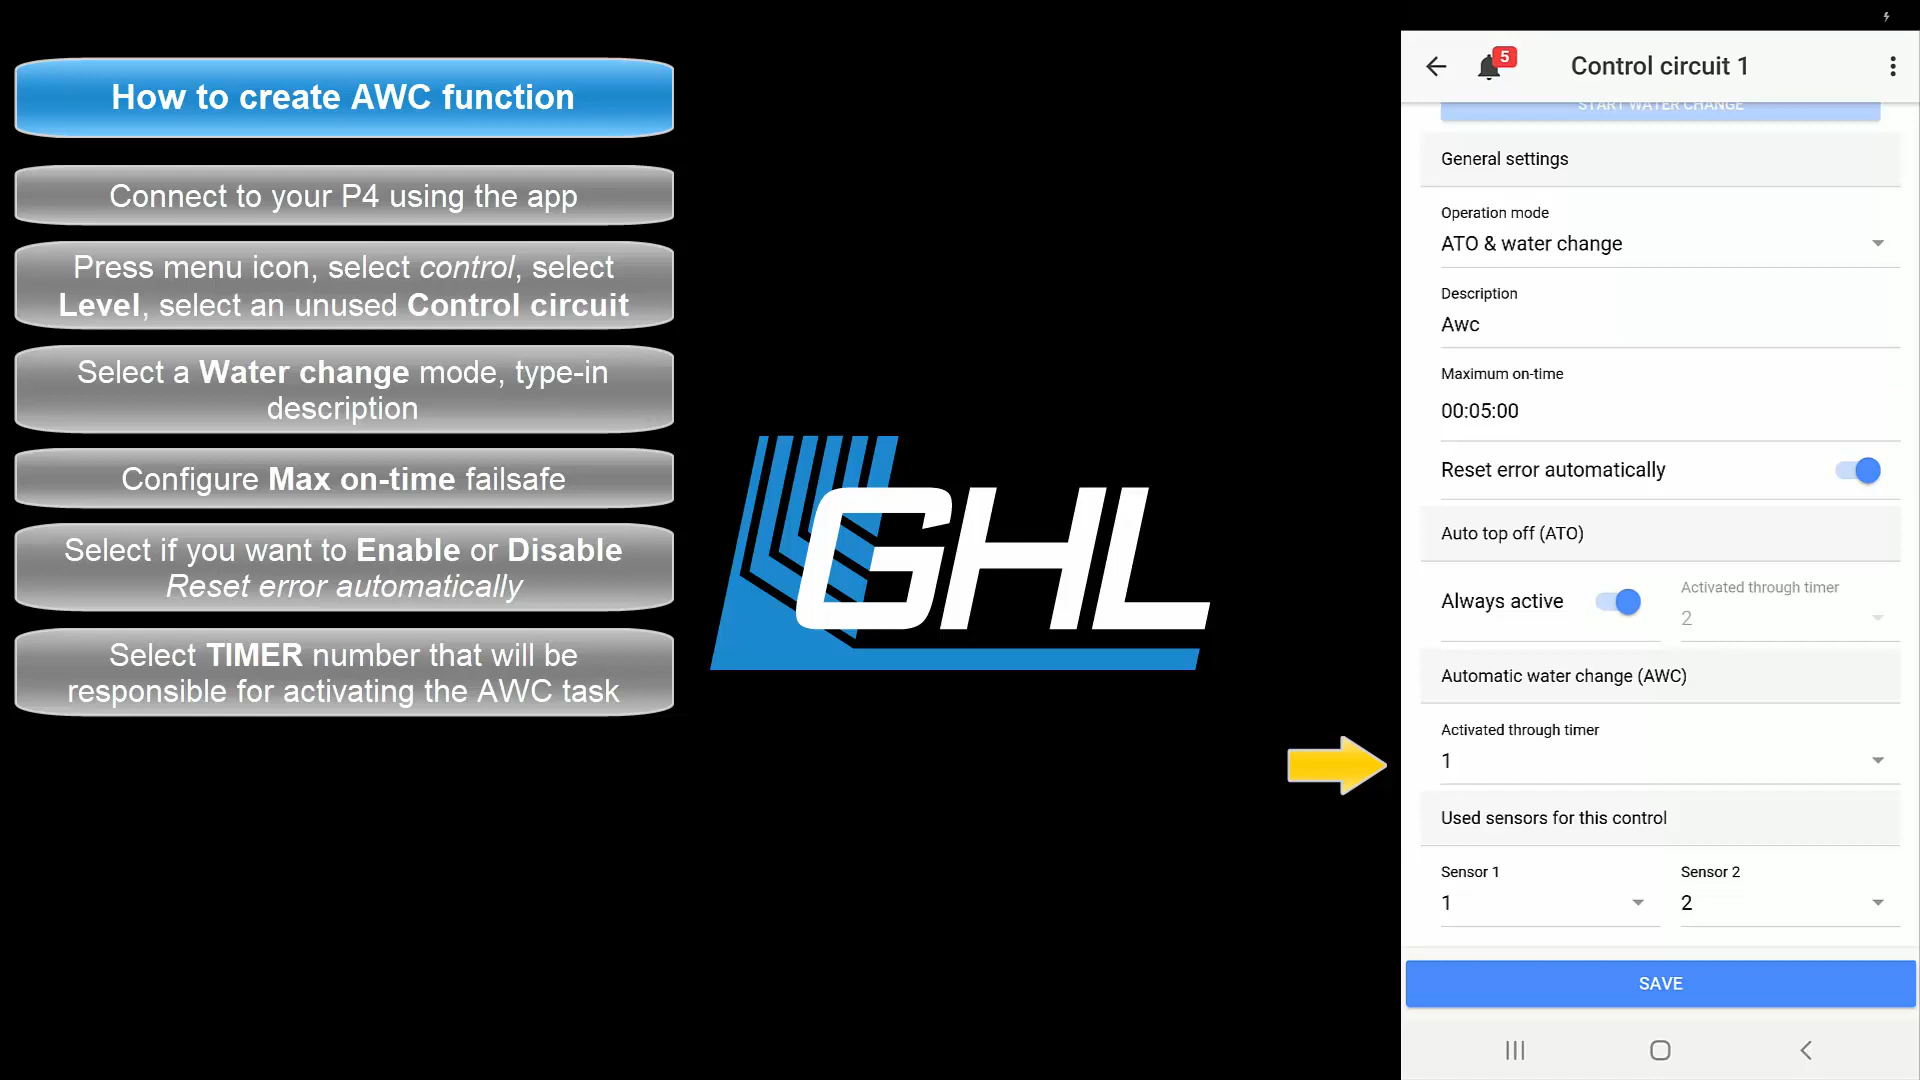 How to create AWC function
Connect to your P4 using the app
Press menu icon, select control, select
Level, select an unused Control circuit
Select a Water change mode, type-in
description
Configure Max on-time failsafe
Select if you want to Enable or Disable
Reset error automatically
Select TIMER number that will be
responsible for activating the AWC task
GHL
5
Control circuit 1
START WATER CHANGE
General settings
Operation mode
ATO & water change
Description
Awc
Maximum on-time
00:05:00
Reset error automatically
Auto top off (ATO)
Always active
Activated through timer
2
Automatic water change (AWC)
Activated through timer
1
Used sensors for this control
Sensor 1
1
Sensor 2
2
SAVE